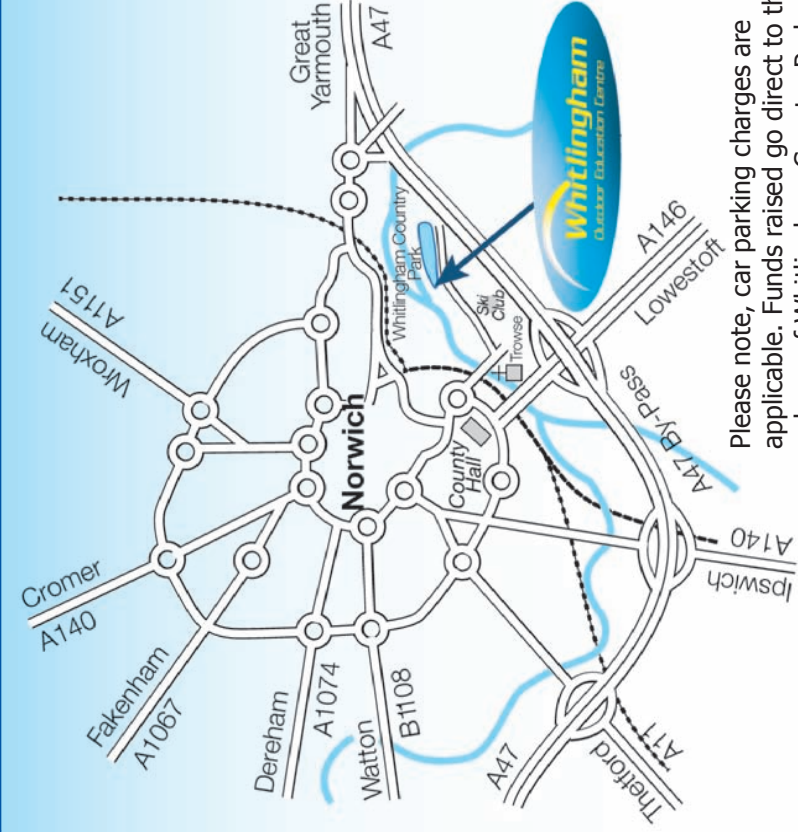 Great
Yarmouth
A47
Wroxham
A1151
Cromer
A140
Fakenham
A1067
Dereham
A1074
Watton
B1108
Norwich
County
Hall
Whitlingham Country
Park
Ski
Club
Trowse
Whitlingham
Outdoor Education Centre
A146
Lowestoft
A47 By-Pass
A140
Ipswich
A47
Thetford
A11
Please note, car parking charges are
applicable. Funds raised go direct to